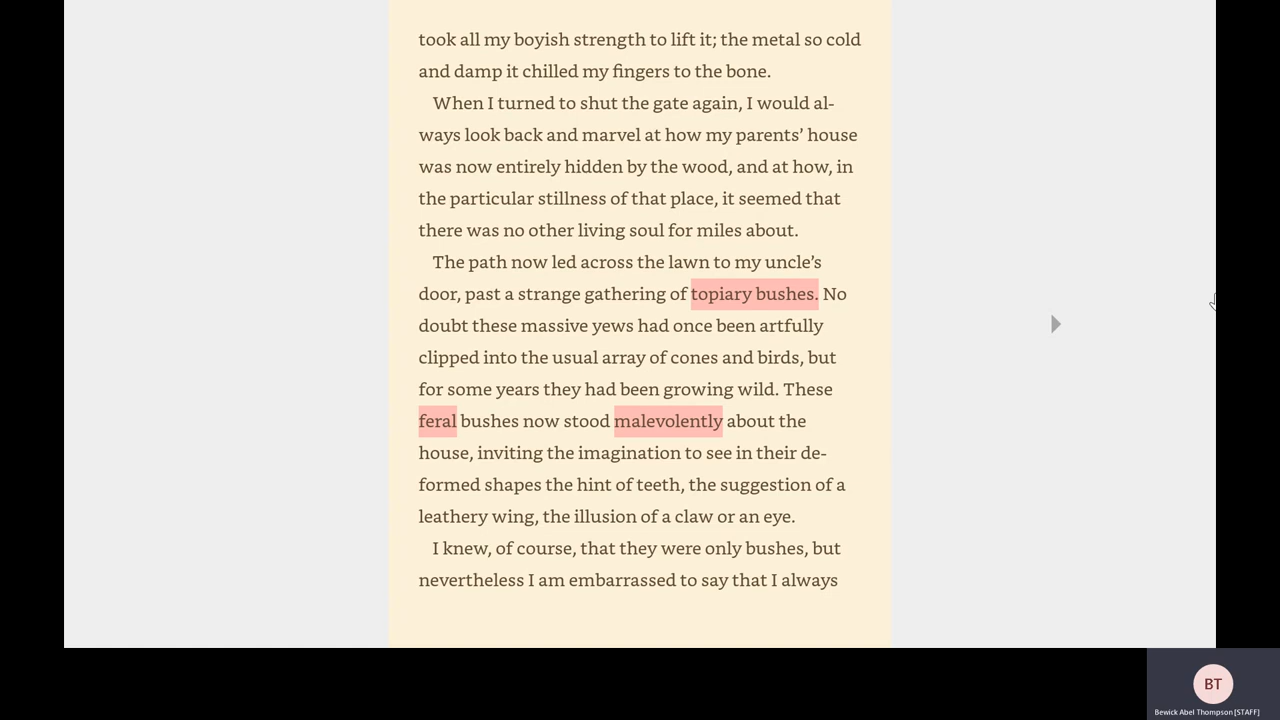 took all my boyish strength to lift it; the metal so cold
and damp it chilled my fingers to the bone.
When I turned to shut the gate again, I would al-
ways look back and marvel at how my parents’ house
was now entirely hidden by the wood, and at how, in
the particular stillness of that place, it seemed that
there was no other living soul for miles about.
The path now led across the lawn to my uncle’s
door, past a strange gathering of topiary bushes. No
doubt these massive yews had once been artfully
clipped into the usual array of cones and birds, but
for some years they had been growing wild. These
feral bushes now stood malevolently about the
house, inviting the imagination to see in their de-
formed shapes the hint of teeth, the suggestion of a
leathery wing, the illusion of a claw or an eye.
I knew, of course, that they were only bushes, but
nevertheless I am embarrassed to say that I always
BT
Bewick Abel Thompson [STAFF]